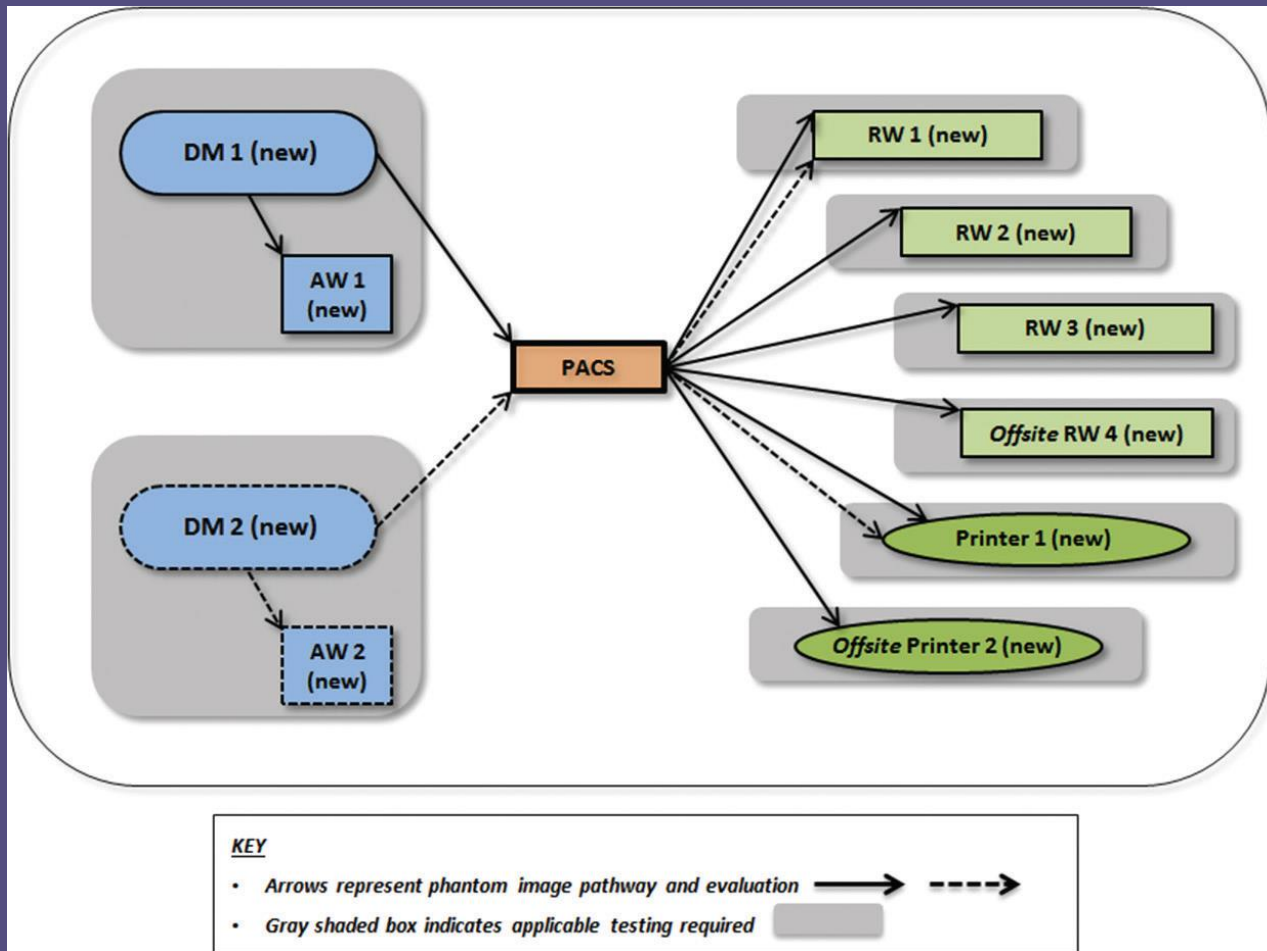 DM 1 (new)
AW 1
(new)
DM 2 (new)
AW 2
(new)
PACS
RW 1 (new)
RW 2 (new)
RW 3 (new)
Offsite RW 4 (new)
Printer 1 (new)
Offsite Printer 2 (new)
KEY
• Arrows represent phantom image pathway and evaluation
• Gray shaded box indicates applicable testing required